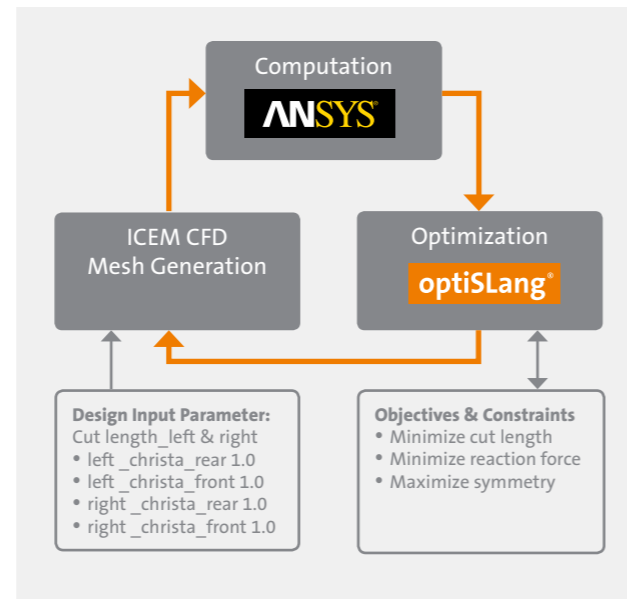 Computation
ANSYS®
ICEM CFD
Mesh Generation
Optimization
optiSLang®
Design Input Parameter:
Cut length_left & right
• left _christa_rear 1.0
• left _christa_front 1.0
• right _christa_rear 1.0
• right _christa_front 1.0
Objectives & Constraints
• Minimize cut length
• Minimize reaction force
• Maximize symmetry